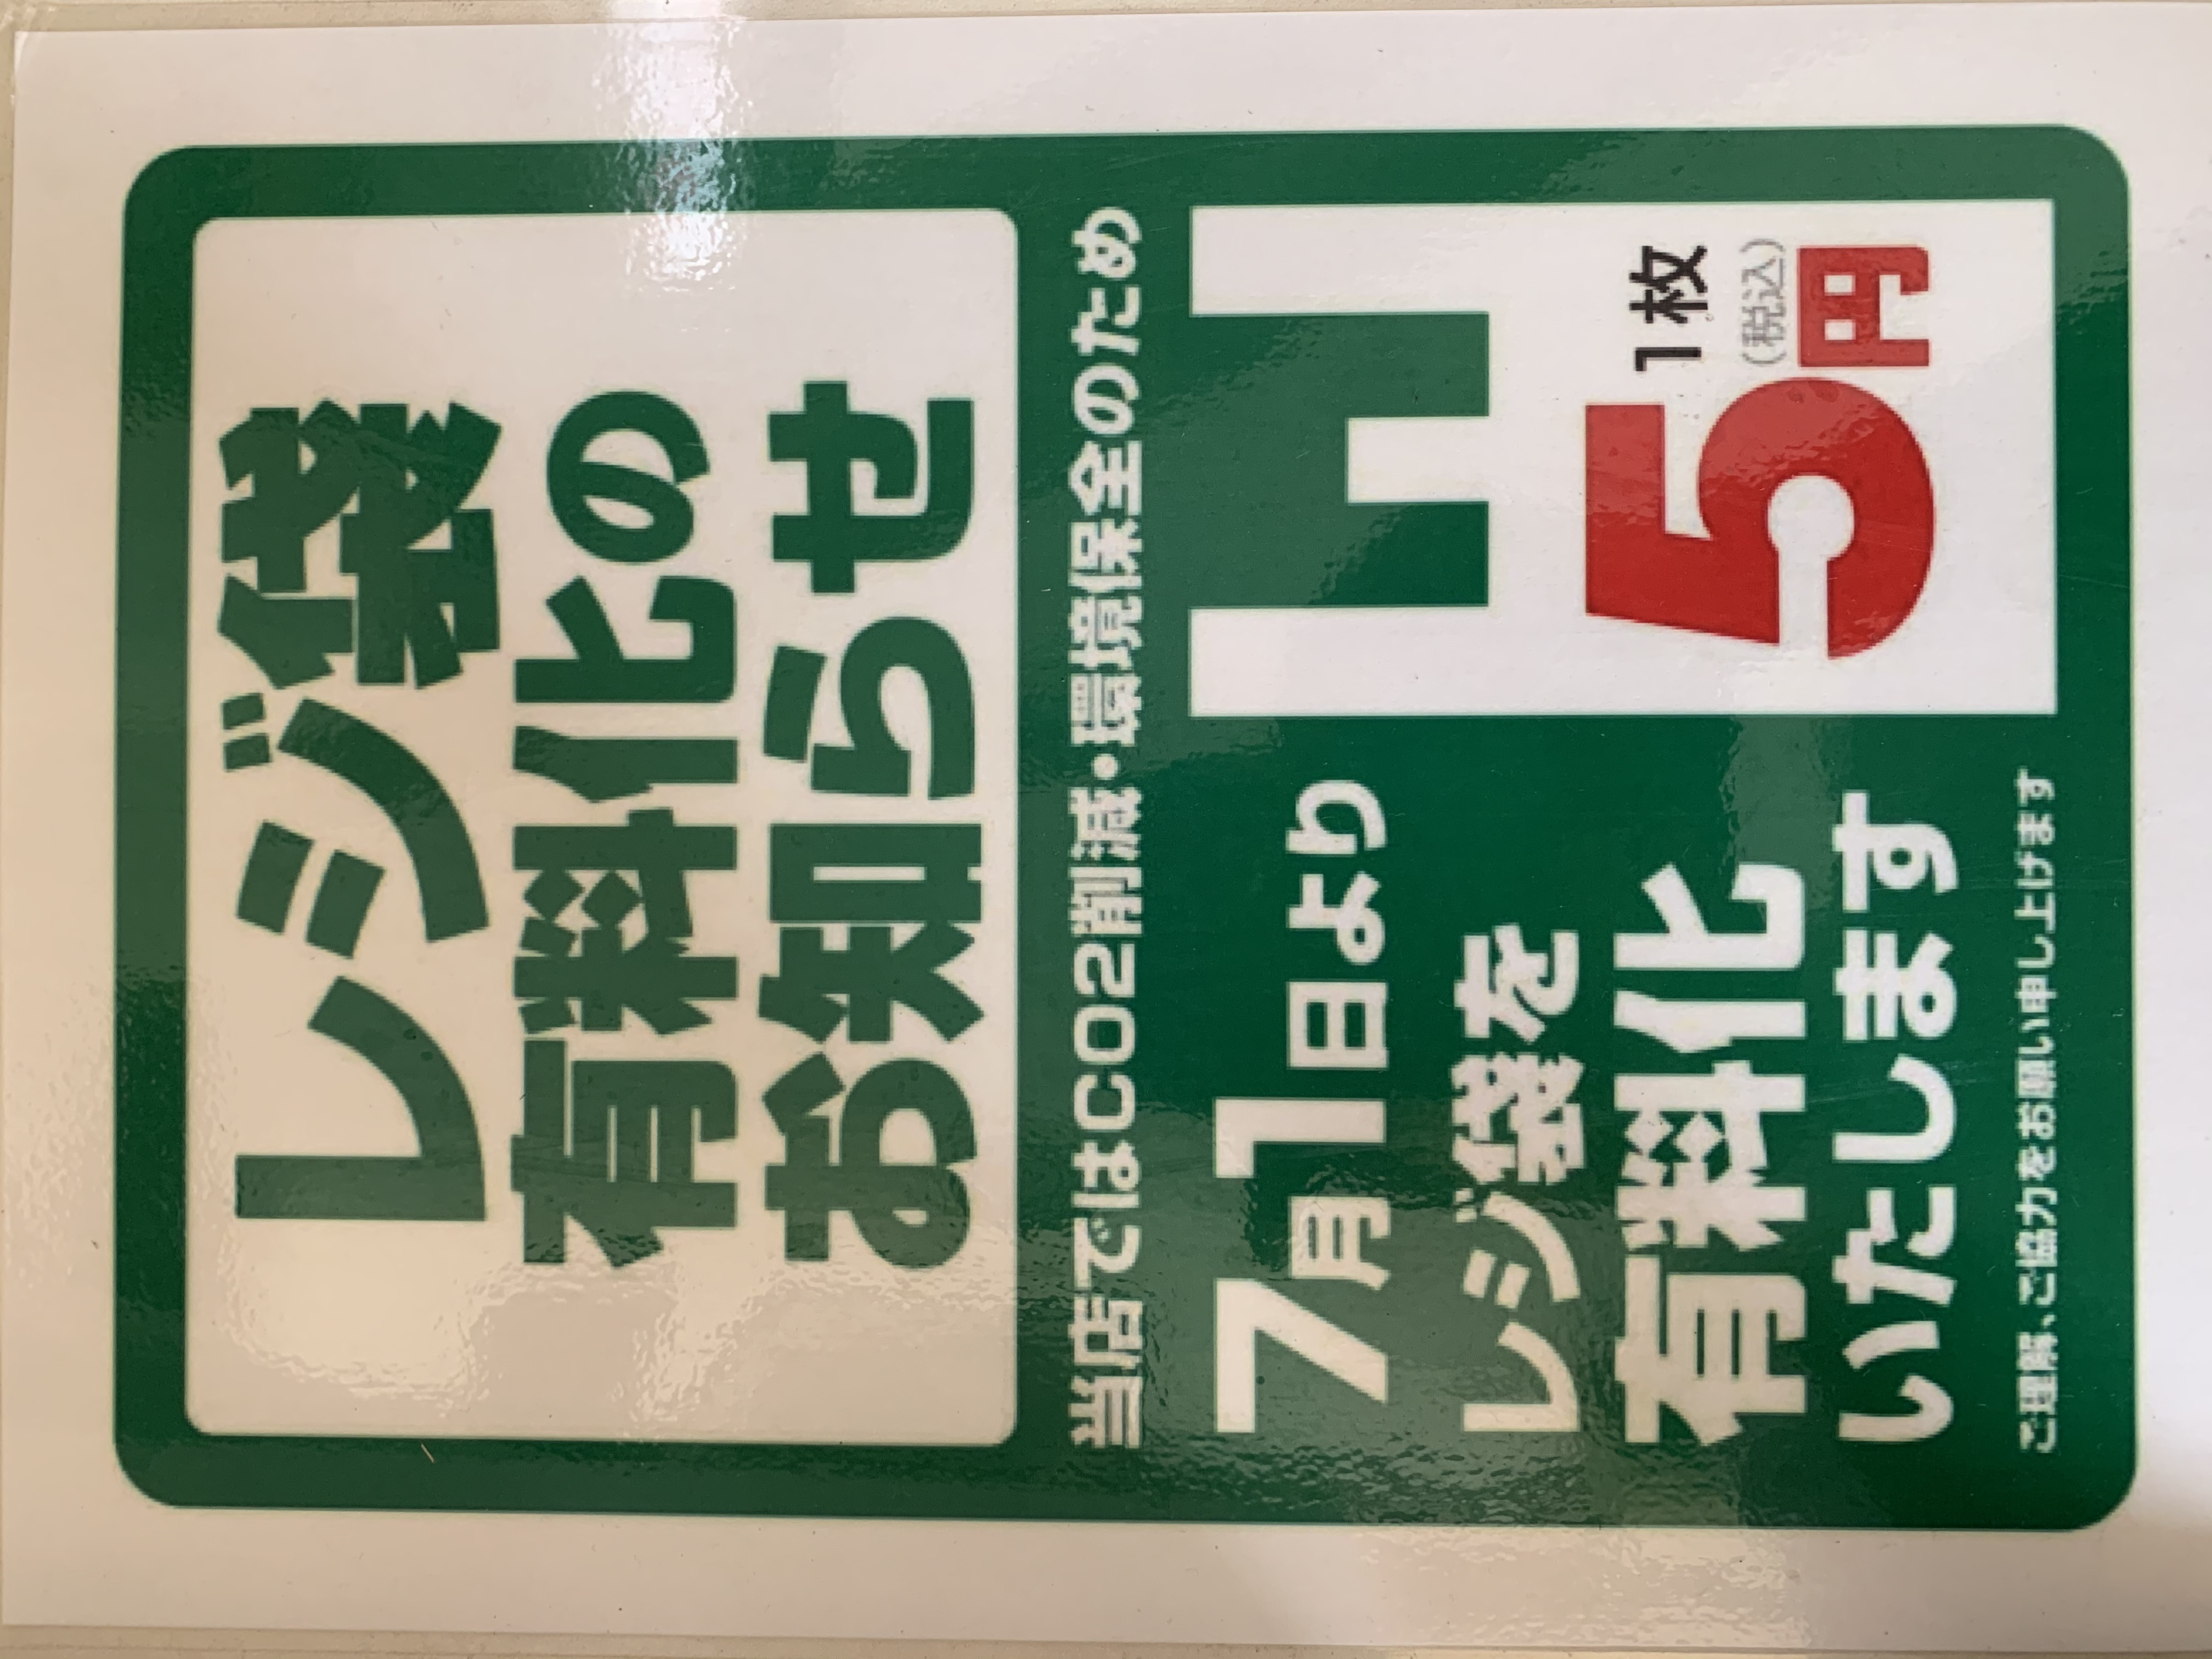 レジ袋
有料化の
お知らせ
当店ではCO2削減・環境保全のため
7月1日より
レジ袋を
有料化
いたします
1枚
(税込)
5円
ご理解、ご協力をお願い申し上げます